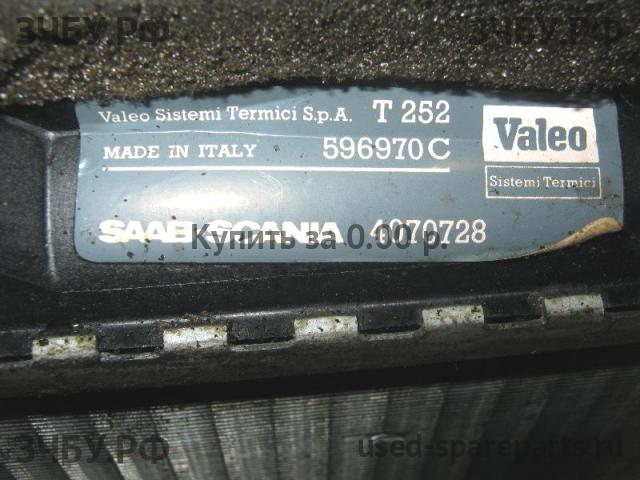 ЗЧБУ.РФ ЗЧБУ.РФ
Valeo Sistemi Termici S.p.A. T 252
MADE IN ITALY 596970 C
Valeo
Sistemi Termici
SAAB-SCANIA 4070728
Купить за 0.00 р.
ЗЧБУ.РФ used-spareparts.ru